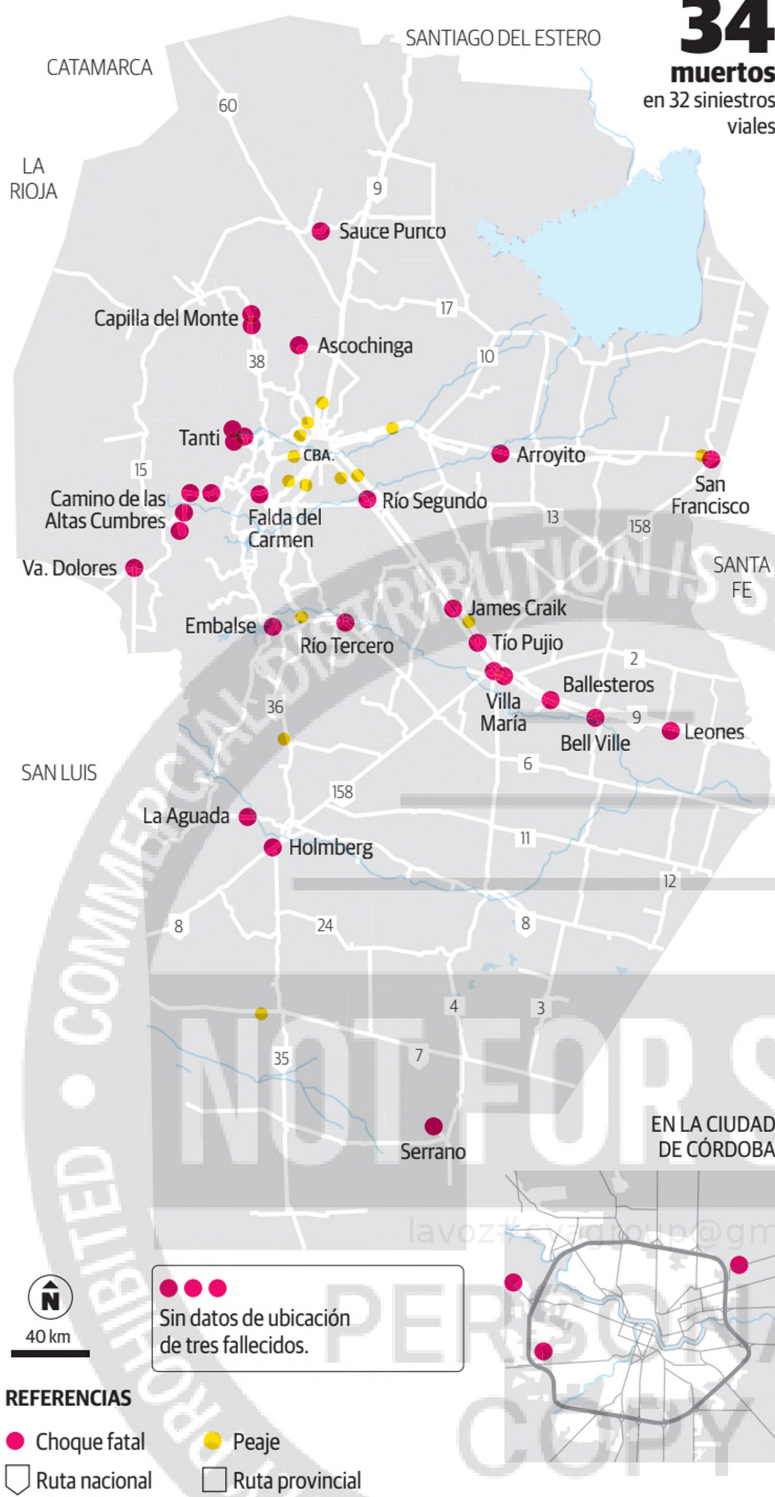 34
muertos
en 32 siniestros
viales
SANTIAGO DEL ESTERO
CATAMARCA
60
LA
RIOJA
9
Sauce Punco
17
Capilla del Monte
Ascochinga
38
10
Tanti
CBA.
Arroyito
15
San
Francisco
Camino de las
Altas Cumbres
Falda del
Carmen
Río Segundo
13
158
SANTA
FE
Va. Dolores
James Craik
Embalse
Río Tercero
Tío Pujio
2
Villa
María
Ballesteros
36
9
Bell Ville
Leones
SAN LUIS
6
158
La Aguada
11
Holmberg
12
8
24
8
4
3
35
7
Serrano
EN LA CIUDAD
DE CÓRDOBA
N
40 km
Sin datos de ubicación
de tres fallecidos.
REFERENCIAS
Choque fatal
Peaje
Ruta nacional
Ruta provincial
PROHIBITED • COMMERCIAL DISTRIBUTION IS S
NOT FOR S
PERSONA
COPY